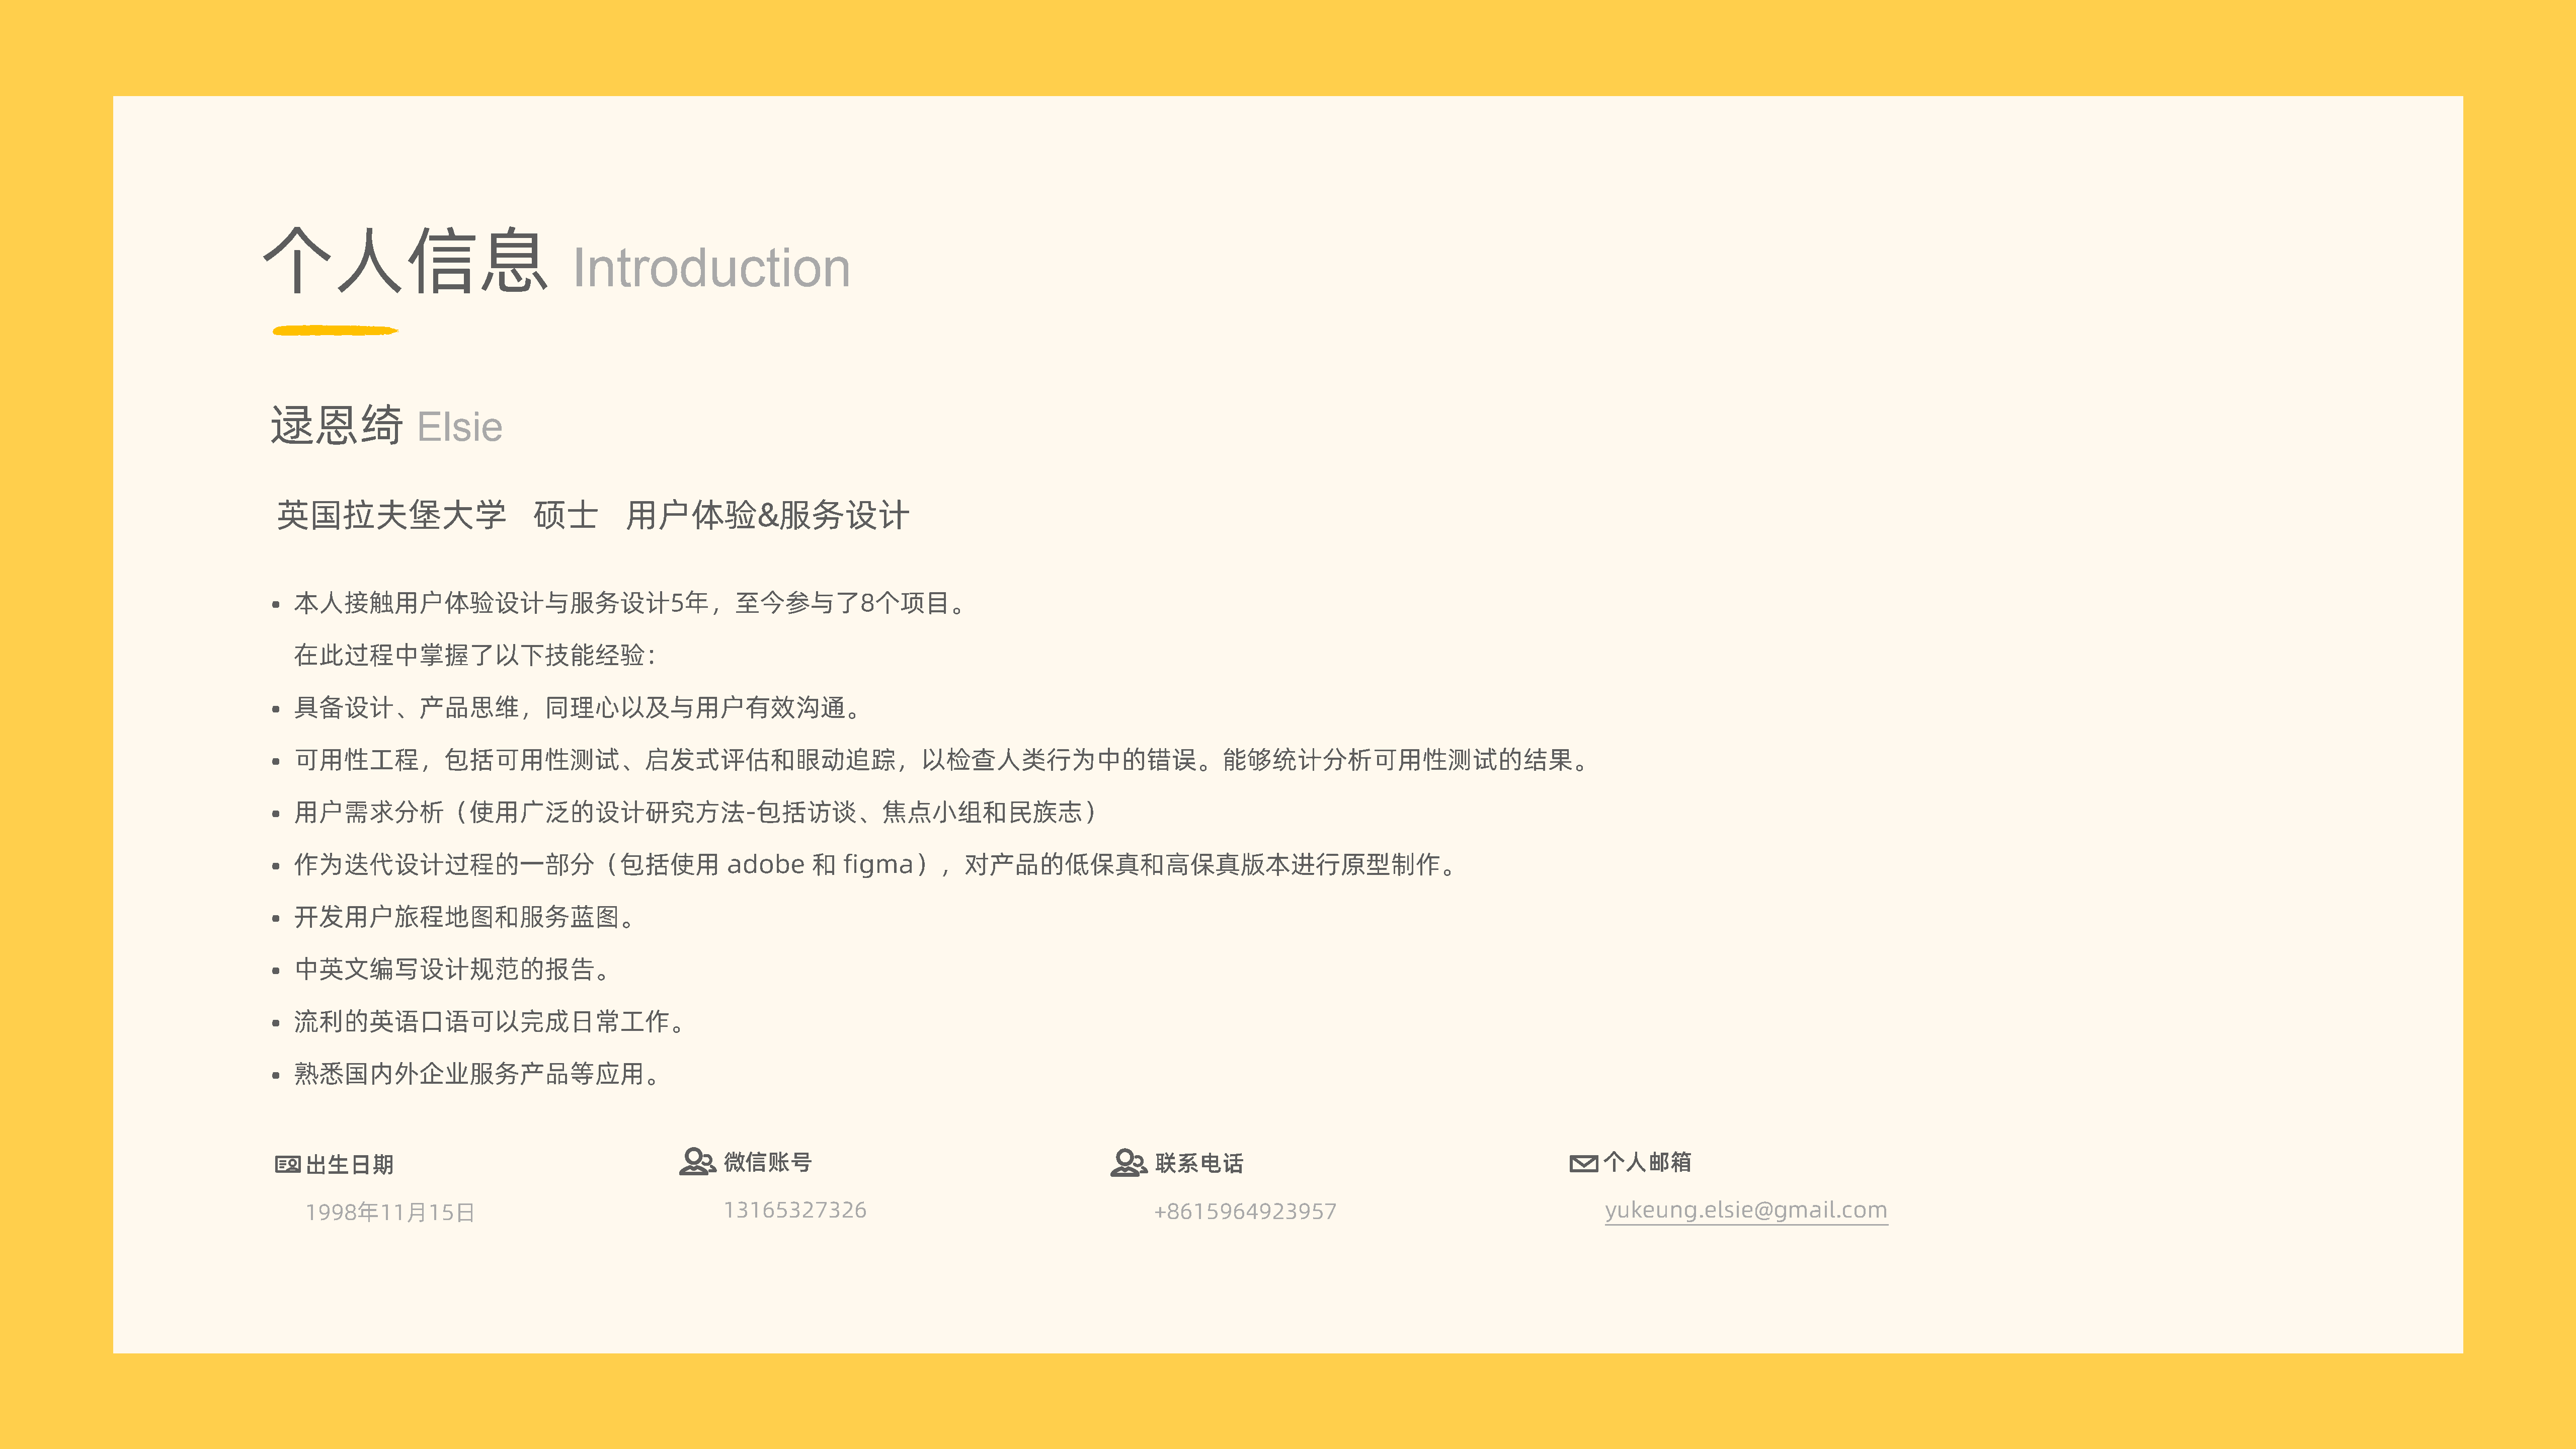 个人信息 Introduction
逯恩绮 Elsie
英国拉夫堡大学 硕士 用户体验&服务设计
• 本人接触用户体验设计与服务设计5年，至今参与了8个项目。
在此过程中掌握了以下技能经验：
• 具备设计、产品思维，同理心以及与用户有效沟通。
• 可用性工程，包括可用性测试、启发式评估和眼动追踪，以检查人类行为中的错误。能够统计分析可用性测试的结果。
• 用户需求分析（使用广泛的设计研究方法-包括访谈、焦点小组和民族志）
• 作为迭代设计过程的一部分（包括使用 adobe 和 figma），对产品的低保真和高保真版本进行原型制作。
• 开发用户旅程地图和服务蓝图。
• 中英文编写设计规范的报告。
• 流利的英语口语可以完成日常工作。
• 熟悉国内外企业服务产品等应用。
出生日期 微信账号 联系电话 个人邮箱
1998年11月15日 13165327326 +8615964923957 yukeung.elsie@gmail.com